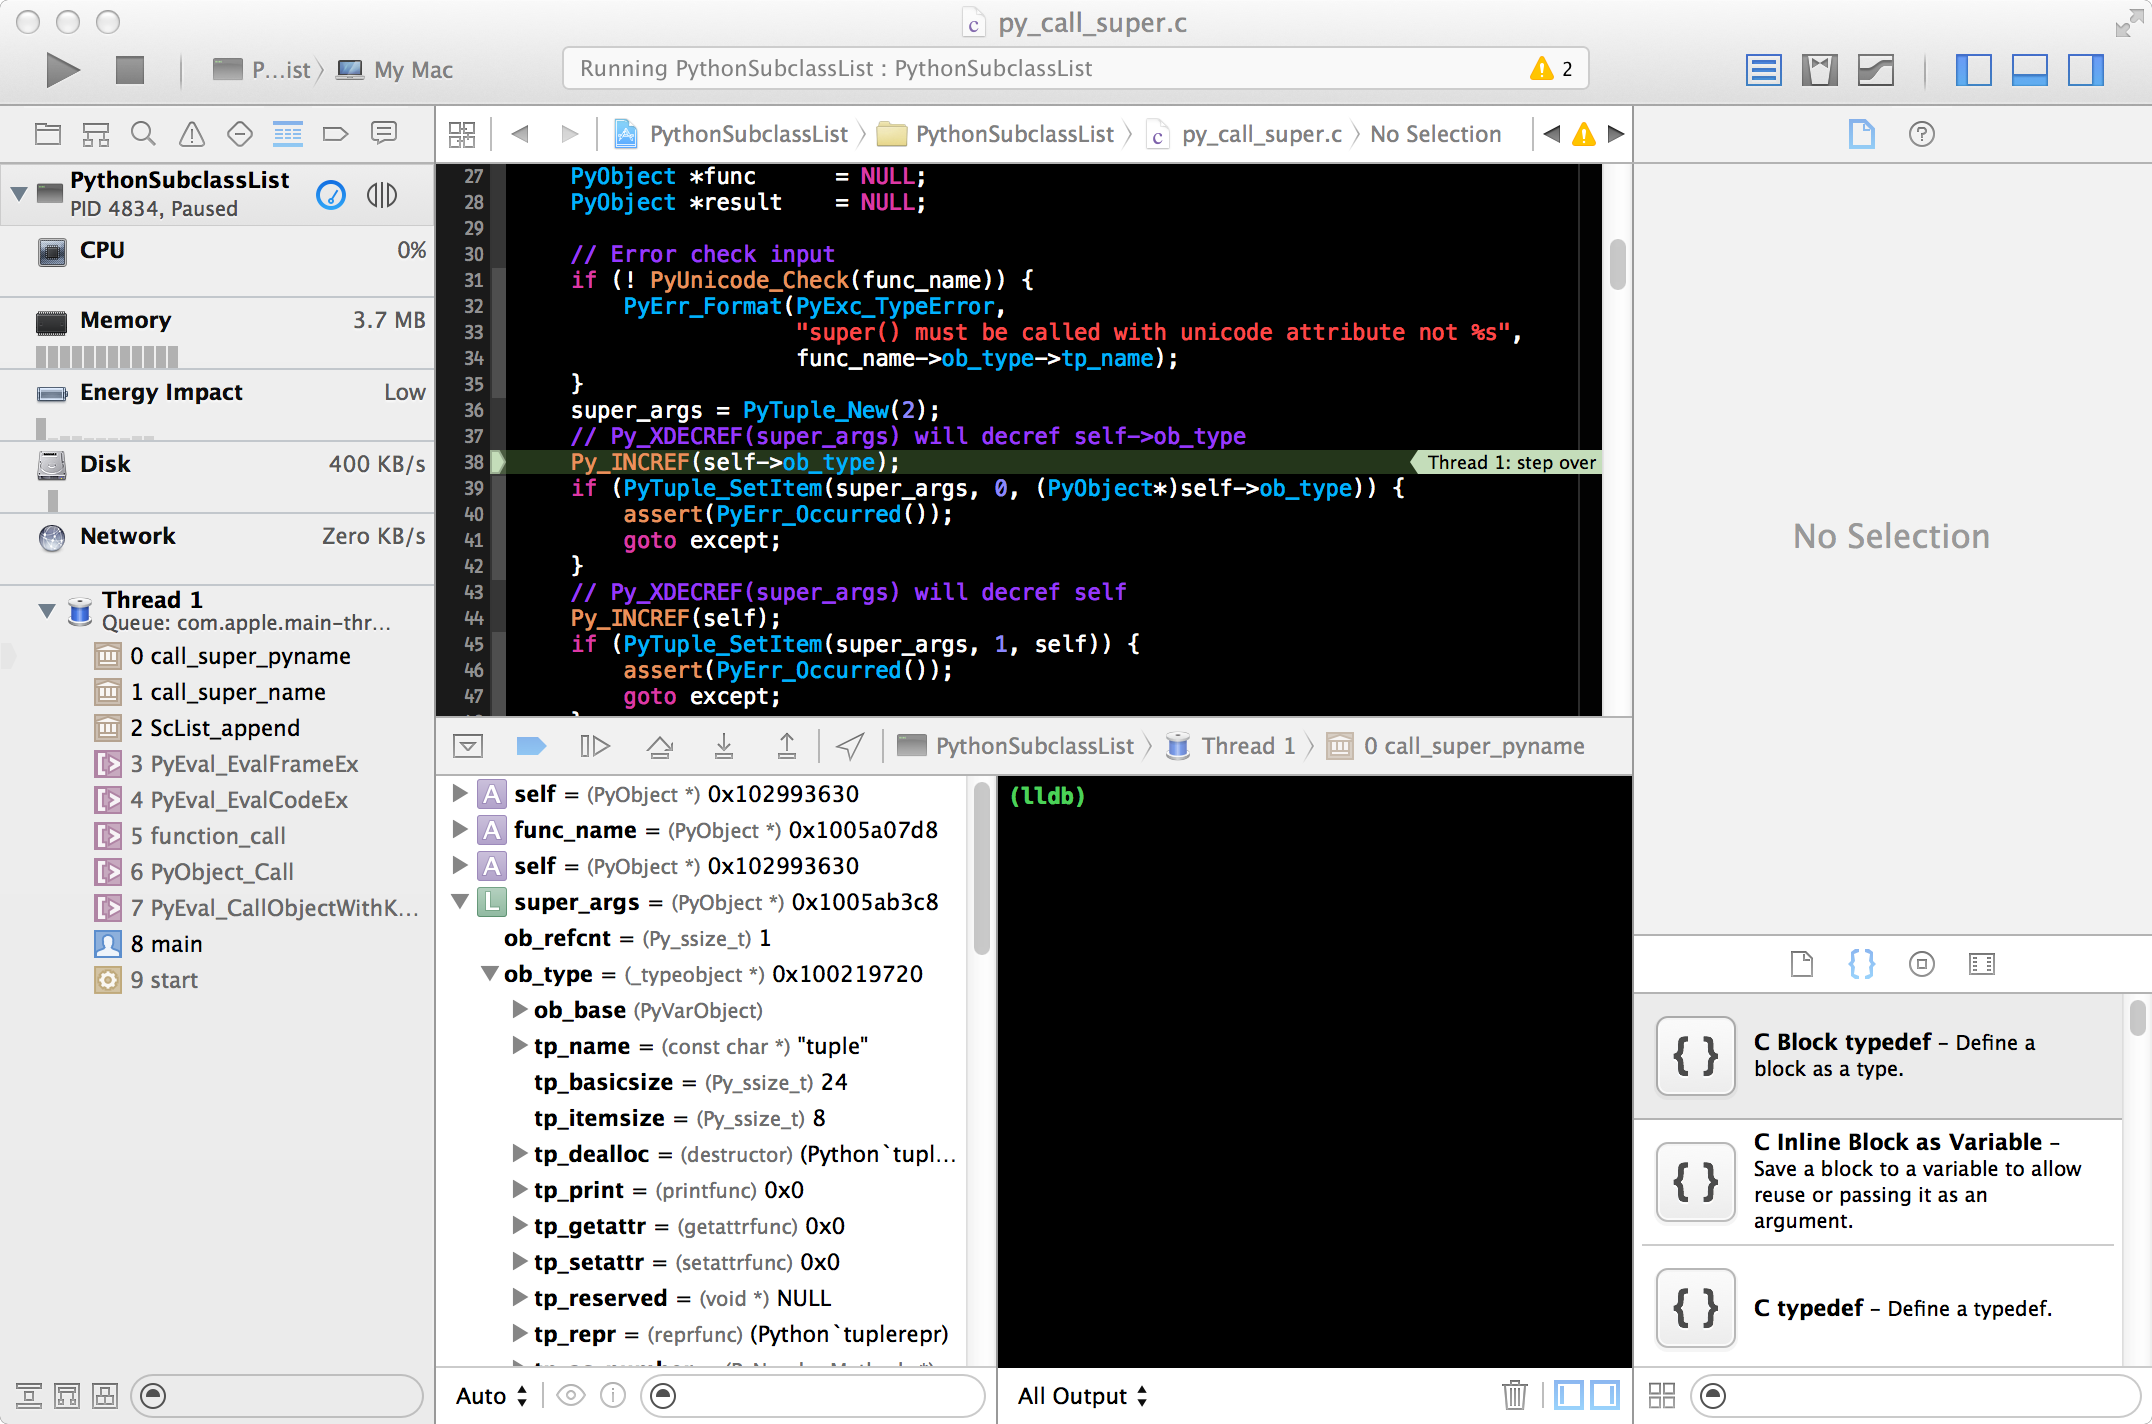 py_call_super.c
P...ist
My Mac
Running PythonSubclassList : PythonSubclassList
2
PythonSubclassList
PID 4834, Paused
CPU
0%
Memory
3.7 MB
Energy Impact
Low
Disk
400 KB/s
Network
Zero KB/s
Thread 1
Queue: com.apple.main-thr...
0 call_super_pyname
1 call_super_name
2 ScList_append
3 PyEval_EvalFrameEx
4 PyEval_EvalCodeEx
5 function_call
6 PyObject_Call
7 PyEval_CallObjectWithK...
8 main
9 start
PythonSubclassList
PythonSubclassList
py_call_super.c
No Selection
27 PyObject *func      = NULL;
28 PyObject *result    = NULL;
29
30 // Error check input
31 if (! PyUnicode_Check(func_name)) {
32     PyErr_Format(PyExc_TypeError,
33                  "super() must be called with unicode attribute not %s",
34                  func_name->ob_type->tp_name);
35 }
36 super_args = PyTuple_New(2);
37 // Py_XDECREF(super_args) will decref self->ob_type
38 Py_INCREF(self->ob_type);
Thread 1: step over
39 if (PyTuple_SetItem(super_args, 0, (PyObject*)self->ob_type)) {
40     assert(PyErr_Occurred());
41     goto except;
42 }
43 // Py_XDECREF(super_args) will decref self
44 Py_INCREF(self);
45 if (PyTuple_SetItem(super_args, 1, self)) {
46     assert(PyErr_Occurred());
47     goto except;
PythonSubclassList
Thread 1
0 call_super_pyname
A self = (PyObject *) 0x102993630
A func_name = (PyObject *) 0x1005a07d8
A self = (PyObject *) 0x102993630
L super_args = (PyObject *) 0x1005ab3c8
ob_refcnt = (Py_ssize_t) 1
ob_type = (_typeobject *) 0x100219720
ob_base (PyVarObject)
tp_name = (const char *) "tuple"
tp_basicsize = (Py_ssize_t) 24
tp_itemsize = (Py_ssize_t) 8
tp_dealloc = (destructor) (Python`tupl...
tp_print = (printfunc) 0x0
tp_getattr = (getattrfunc) 0x0
tp_setattr = (setattrfunc) 0x0
tp_reserved = (void *) NULL
tp_repr = (reprfunc) (Python`tuplerepr)
Auto
(lldb)
All Output
No Selection
{ } C Block typedef – Define a
block as a type.
{ } C Inline Block as Variable –
Save a block to a variable to allow
reuse or passing it as an
argument.
{ } C typedef – Define a typedef.